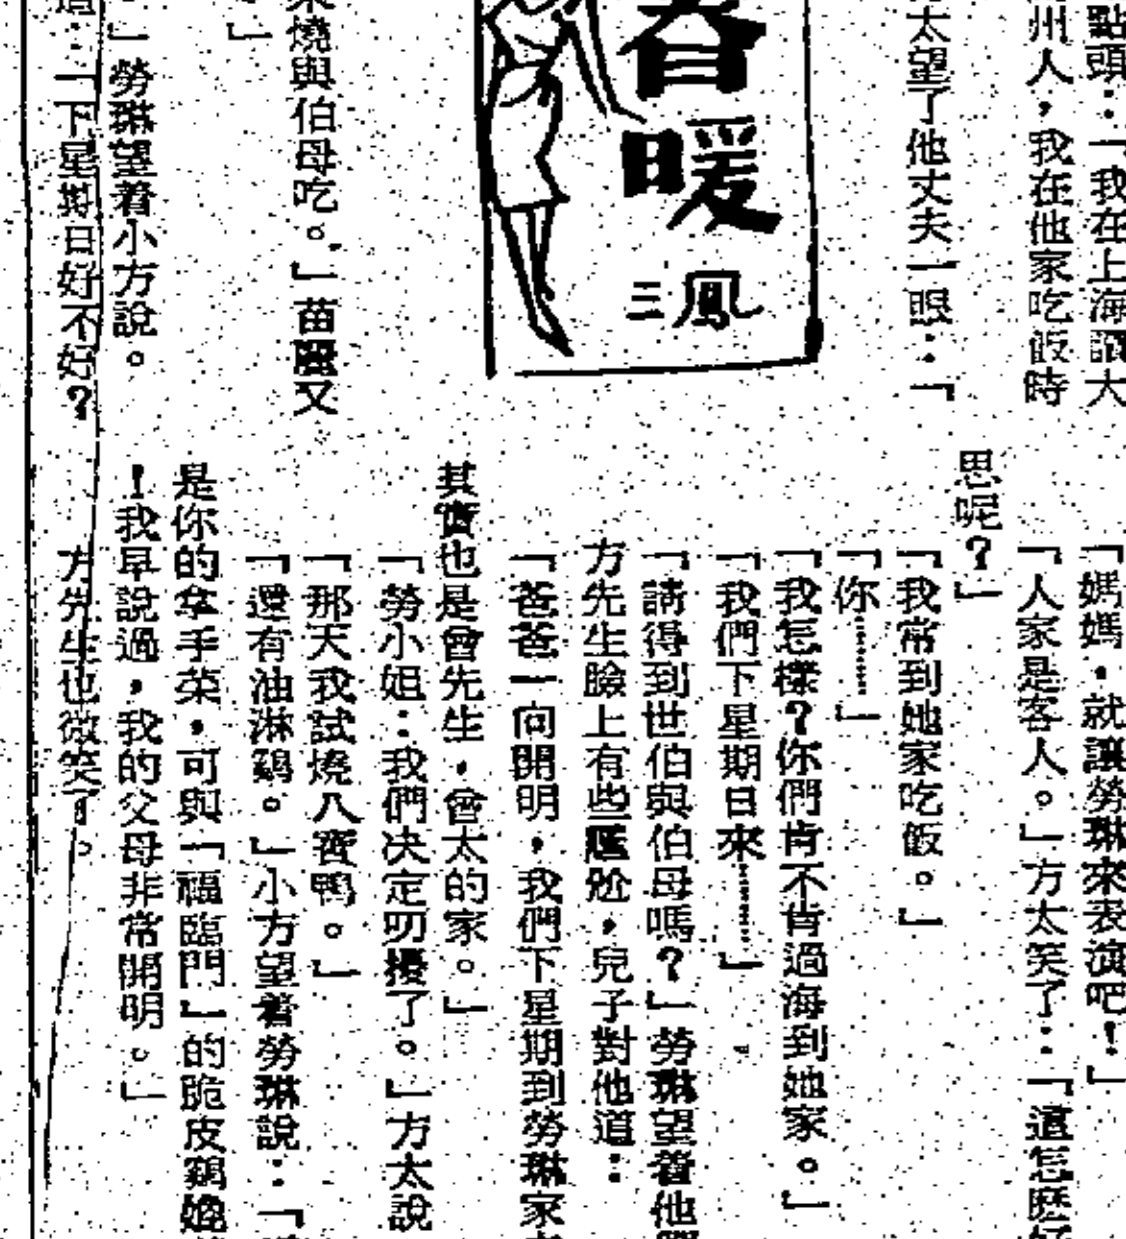 點頭：「我在上海讀大
州人，我在他家吃飯時
太望了他丈夫一眼：「
春暖
三鳳
燒與伯母吃。」苗麗又
」
」勞琳望着小方說。
道：「下星期日好不好？
「媽媽，就讓勞琳來表演吧！」
「人家是客人。」方太笑了：「這怎麽好
思呢？」
「我常到她家吃飯。」
「你………」
「我怎樣？你們肯不肯過海到她家。」
「我們下星期日來………」
「請得到世伯與伯母嗎？」勞琳望着他
方先生臉上有些尷尬，兒子對他道：
「爸爸一向開明，我們下星期到勞琳家
其實也是曾先生，曾太的家。」
「勞小姐：我們决定叨擾了。」方太說
「那天我試燒八寶鴨。」
「還有油淋鷄。」小方望着勞琳說：「
是你的拿手菜，可與「福臨門」的脆皮鷄媲
！我早說過，我的父母非常開明。」
方先生也微笑了。